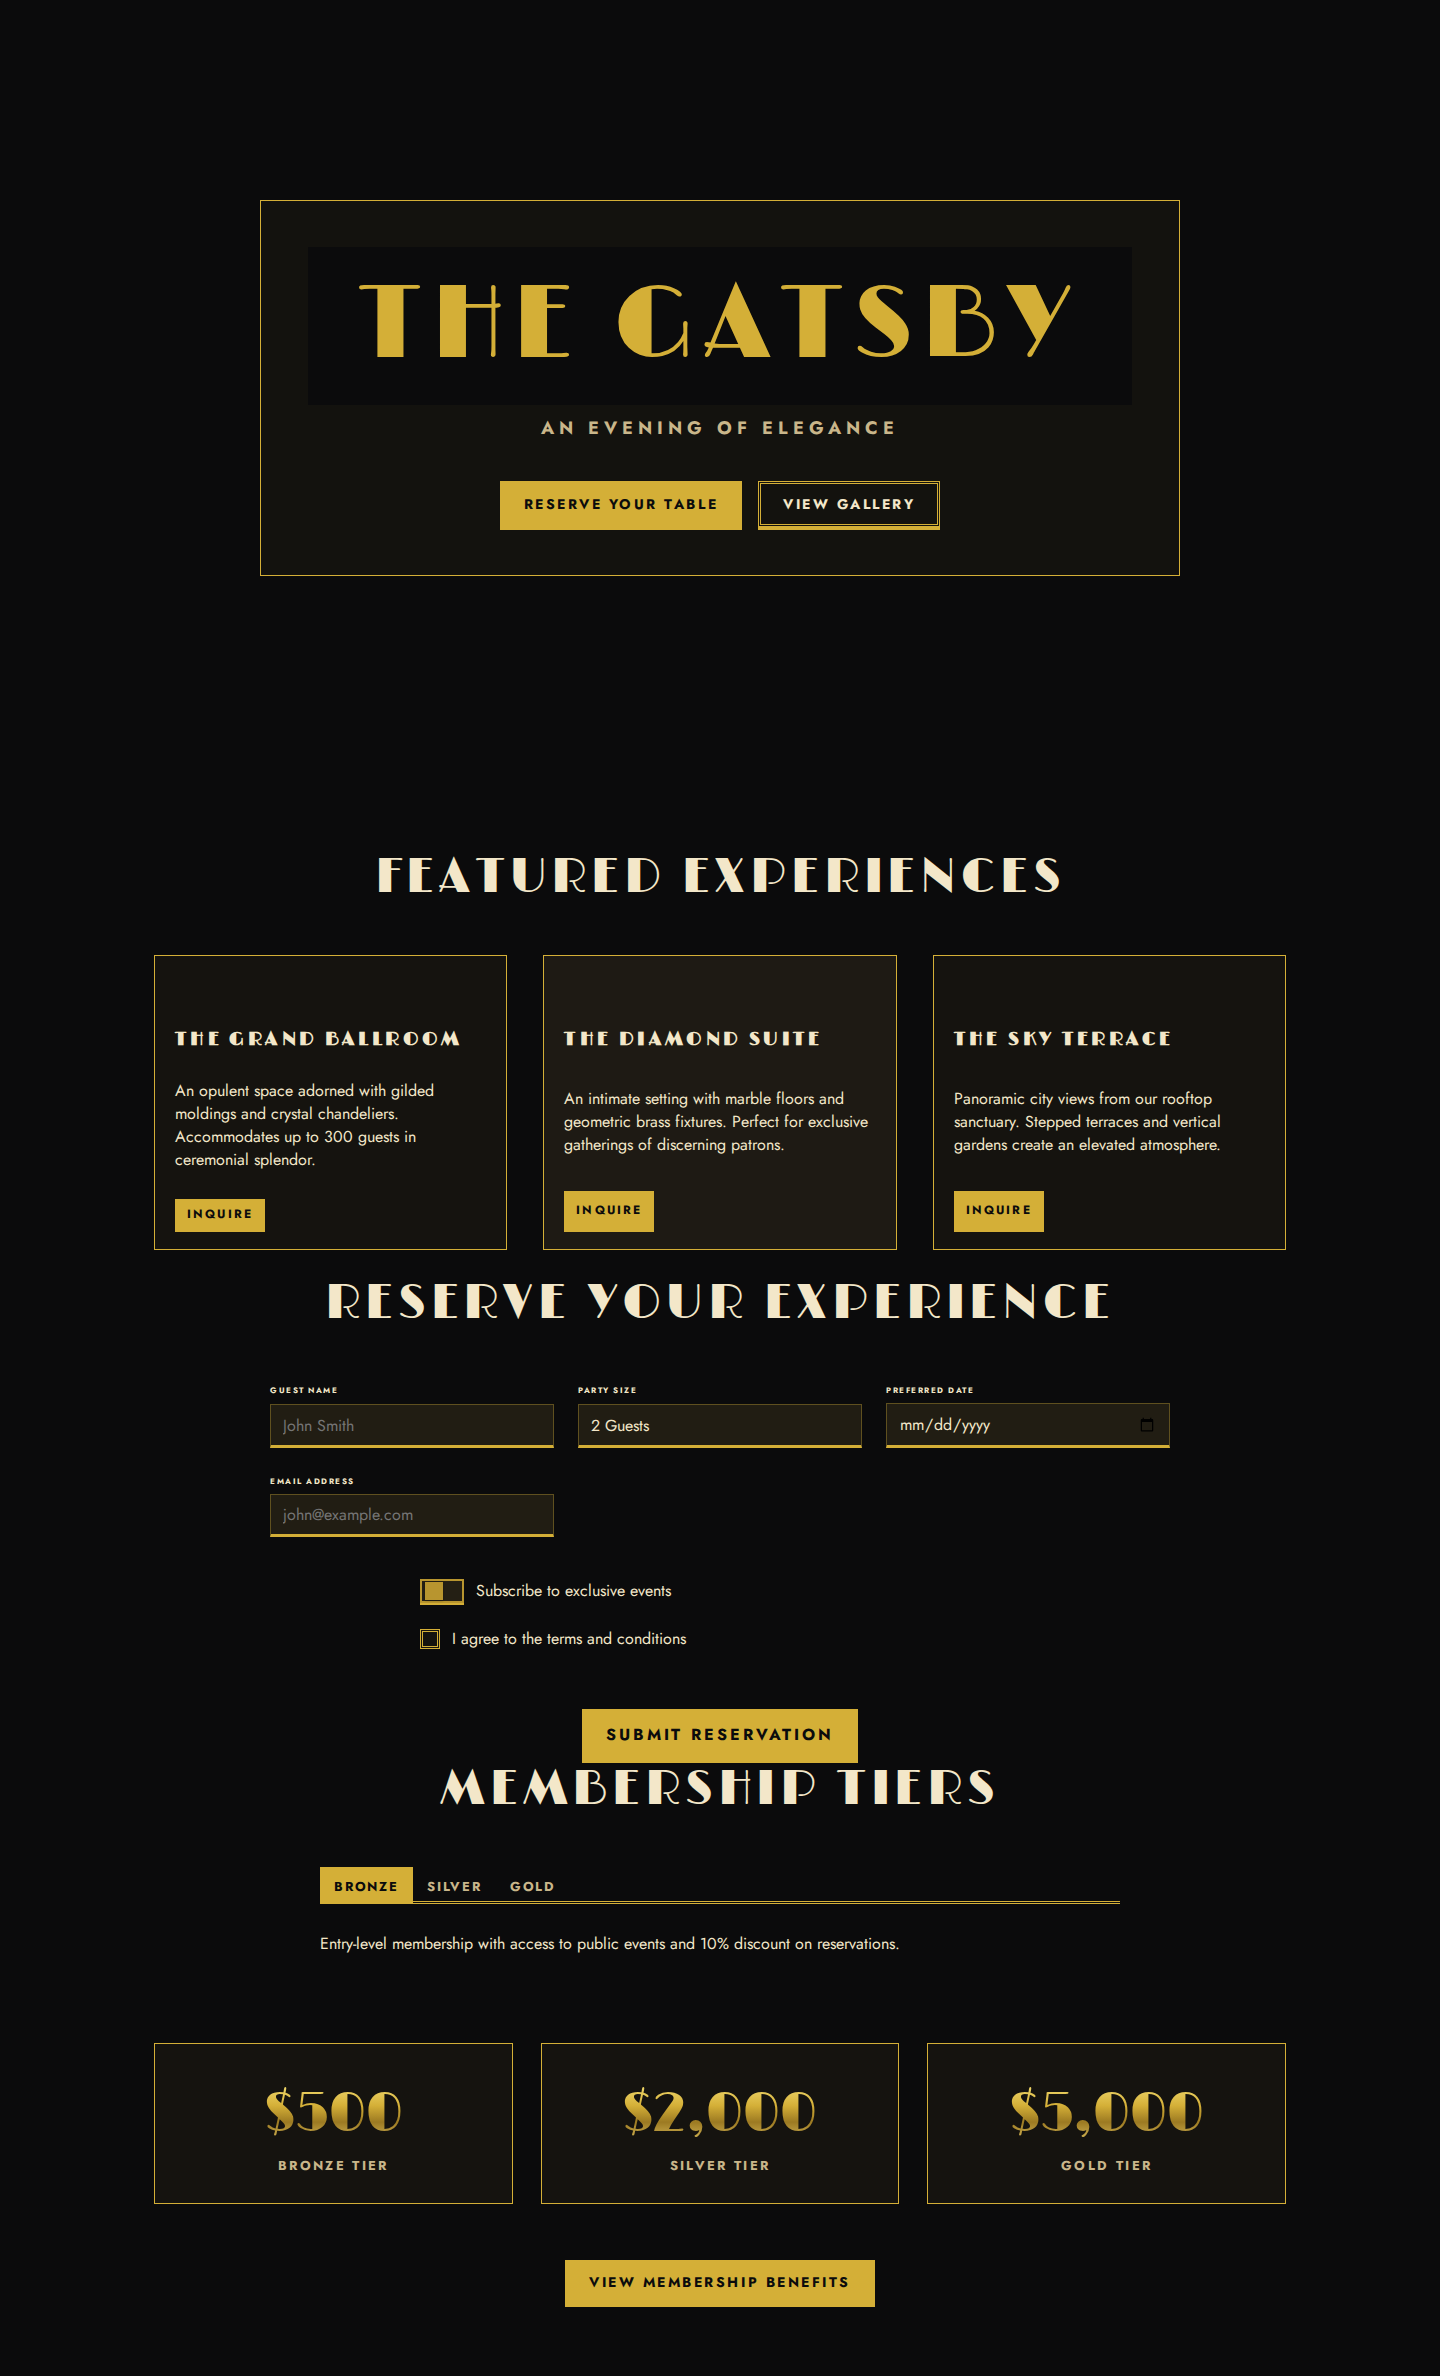 THE GATSBY
AN EVENING OF ELEGANCE
RESERVE YOUR TABLE
VIEW GALLERY
FEATURED EXPERIENCES
THE GRAND BALLROOM
An opulent space adorned with gilded
moldings and crystal chandeliers.
Accommodates up to 300 guests in
ceremonial splendor.
INQUIRE
THE DIAMOND SUITE
An intimate setting with marble floors and
geometric brass fixtures. Perfect for exclusive
gatherings of discerning patrons.
INQUIRE
THE SKY TERRACE
Panoramic city views from our rooftop
sanctuary. Stepped terraces and vertical
gardens create an elevated atmosphere.
INQUIRE
RESERVE YOUR EXPERIENCE
GUEST NAME
John Smith
PARTY SIZE
2 Guests
PREFERRED DATE
mm/dd/yyyy
EMAIL ADDRESS
john@example.com
Subscribe to exclusive events
I agree to the terms and conditions
SUBMIT RESERVATION
MEMBERSHIP TIERS
BRONZE
SILVER
GOLD
Entry-level membership with access to public events and 10% discount on reservations.
$500
BRONZE TIER
$2,000
SILVER TIER
$5,000
GOLD TIER
VIEW MEMBERSHIP BENEFITS